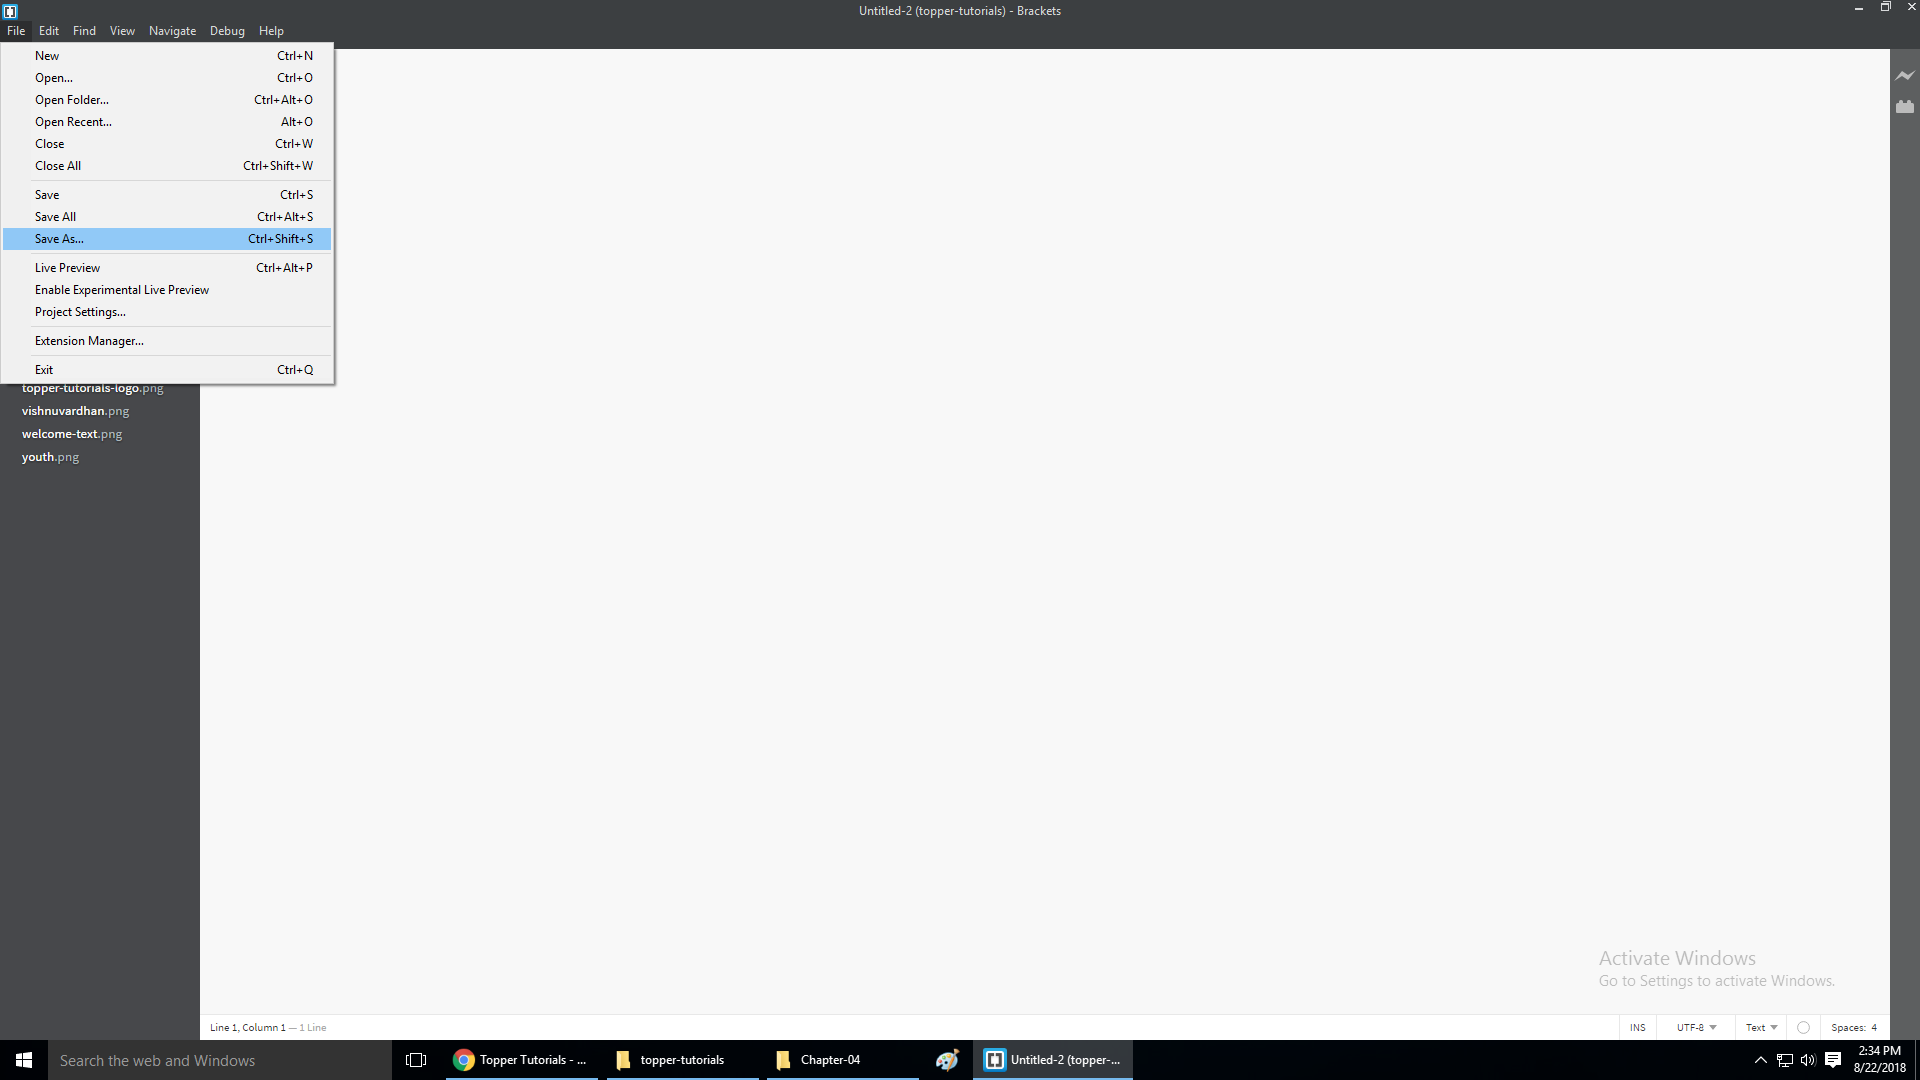 Untitled-2 (topper-tutorials) - Brackets
File Edit Find View Navigate Debug Help
New Ctrl+N
Open... Ctrl+O
Open Folder... Ctrl+Alt+O
Open Recent... Alt+O
Close Ctrl+W
Close All Ctrl+Shift+W
Save Ctrl+S
Save All Ctrl+Alt+S
Save As... Ctrl+Shift+S
Live Preview Ctrl+Alt+P
Enable Experimental Live Preview
Project Settings...
Extension Manager...
Exit Ctrl+Q
topper-tutorials-logo.png
vishnuvardhan.png
welcome-text.png
youth.png
Activate Windows
Go to Settings to activate Windows.
Line 1, Column 1 — 1 Line INS UTF-8 Text Spaces: 4
Search the web and Windows Topper Tutorials - ... topper-tutorials Chapter-04 Untitled-2 (topper-... 2:34 PM
8/22/2018